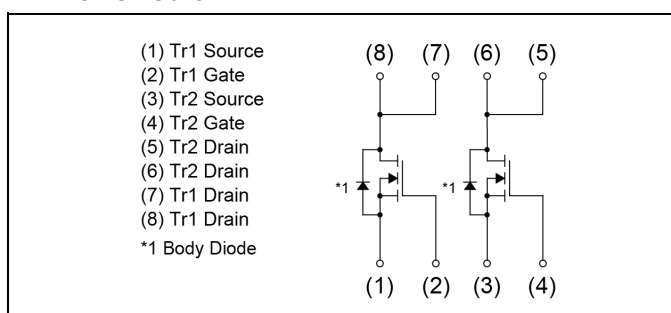 (1) Tr1 Source
(2) Tr1 Gate
(3) Tr2 Source
(4) Tr2 Gate
(5) Tr2 Drain
(6) Tr2 Drain
(7) Tr1 Drain
(8) Tr1 Drain
*1 Body Diode
(8) (7) (6) (5)
*1 *1
(1) (2) (3) (4)